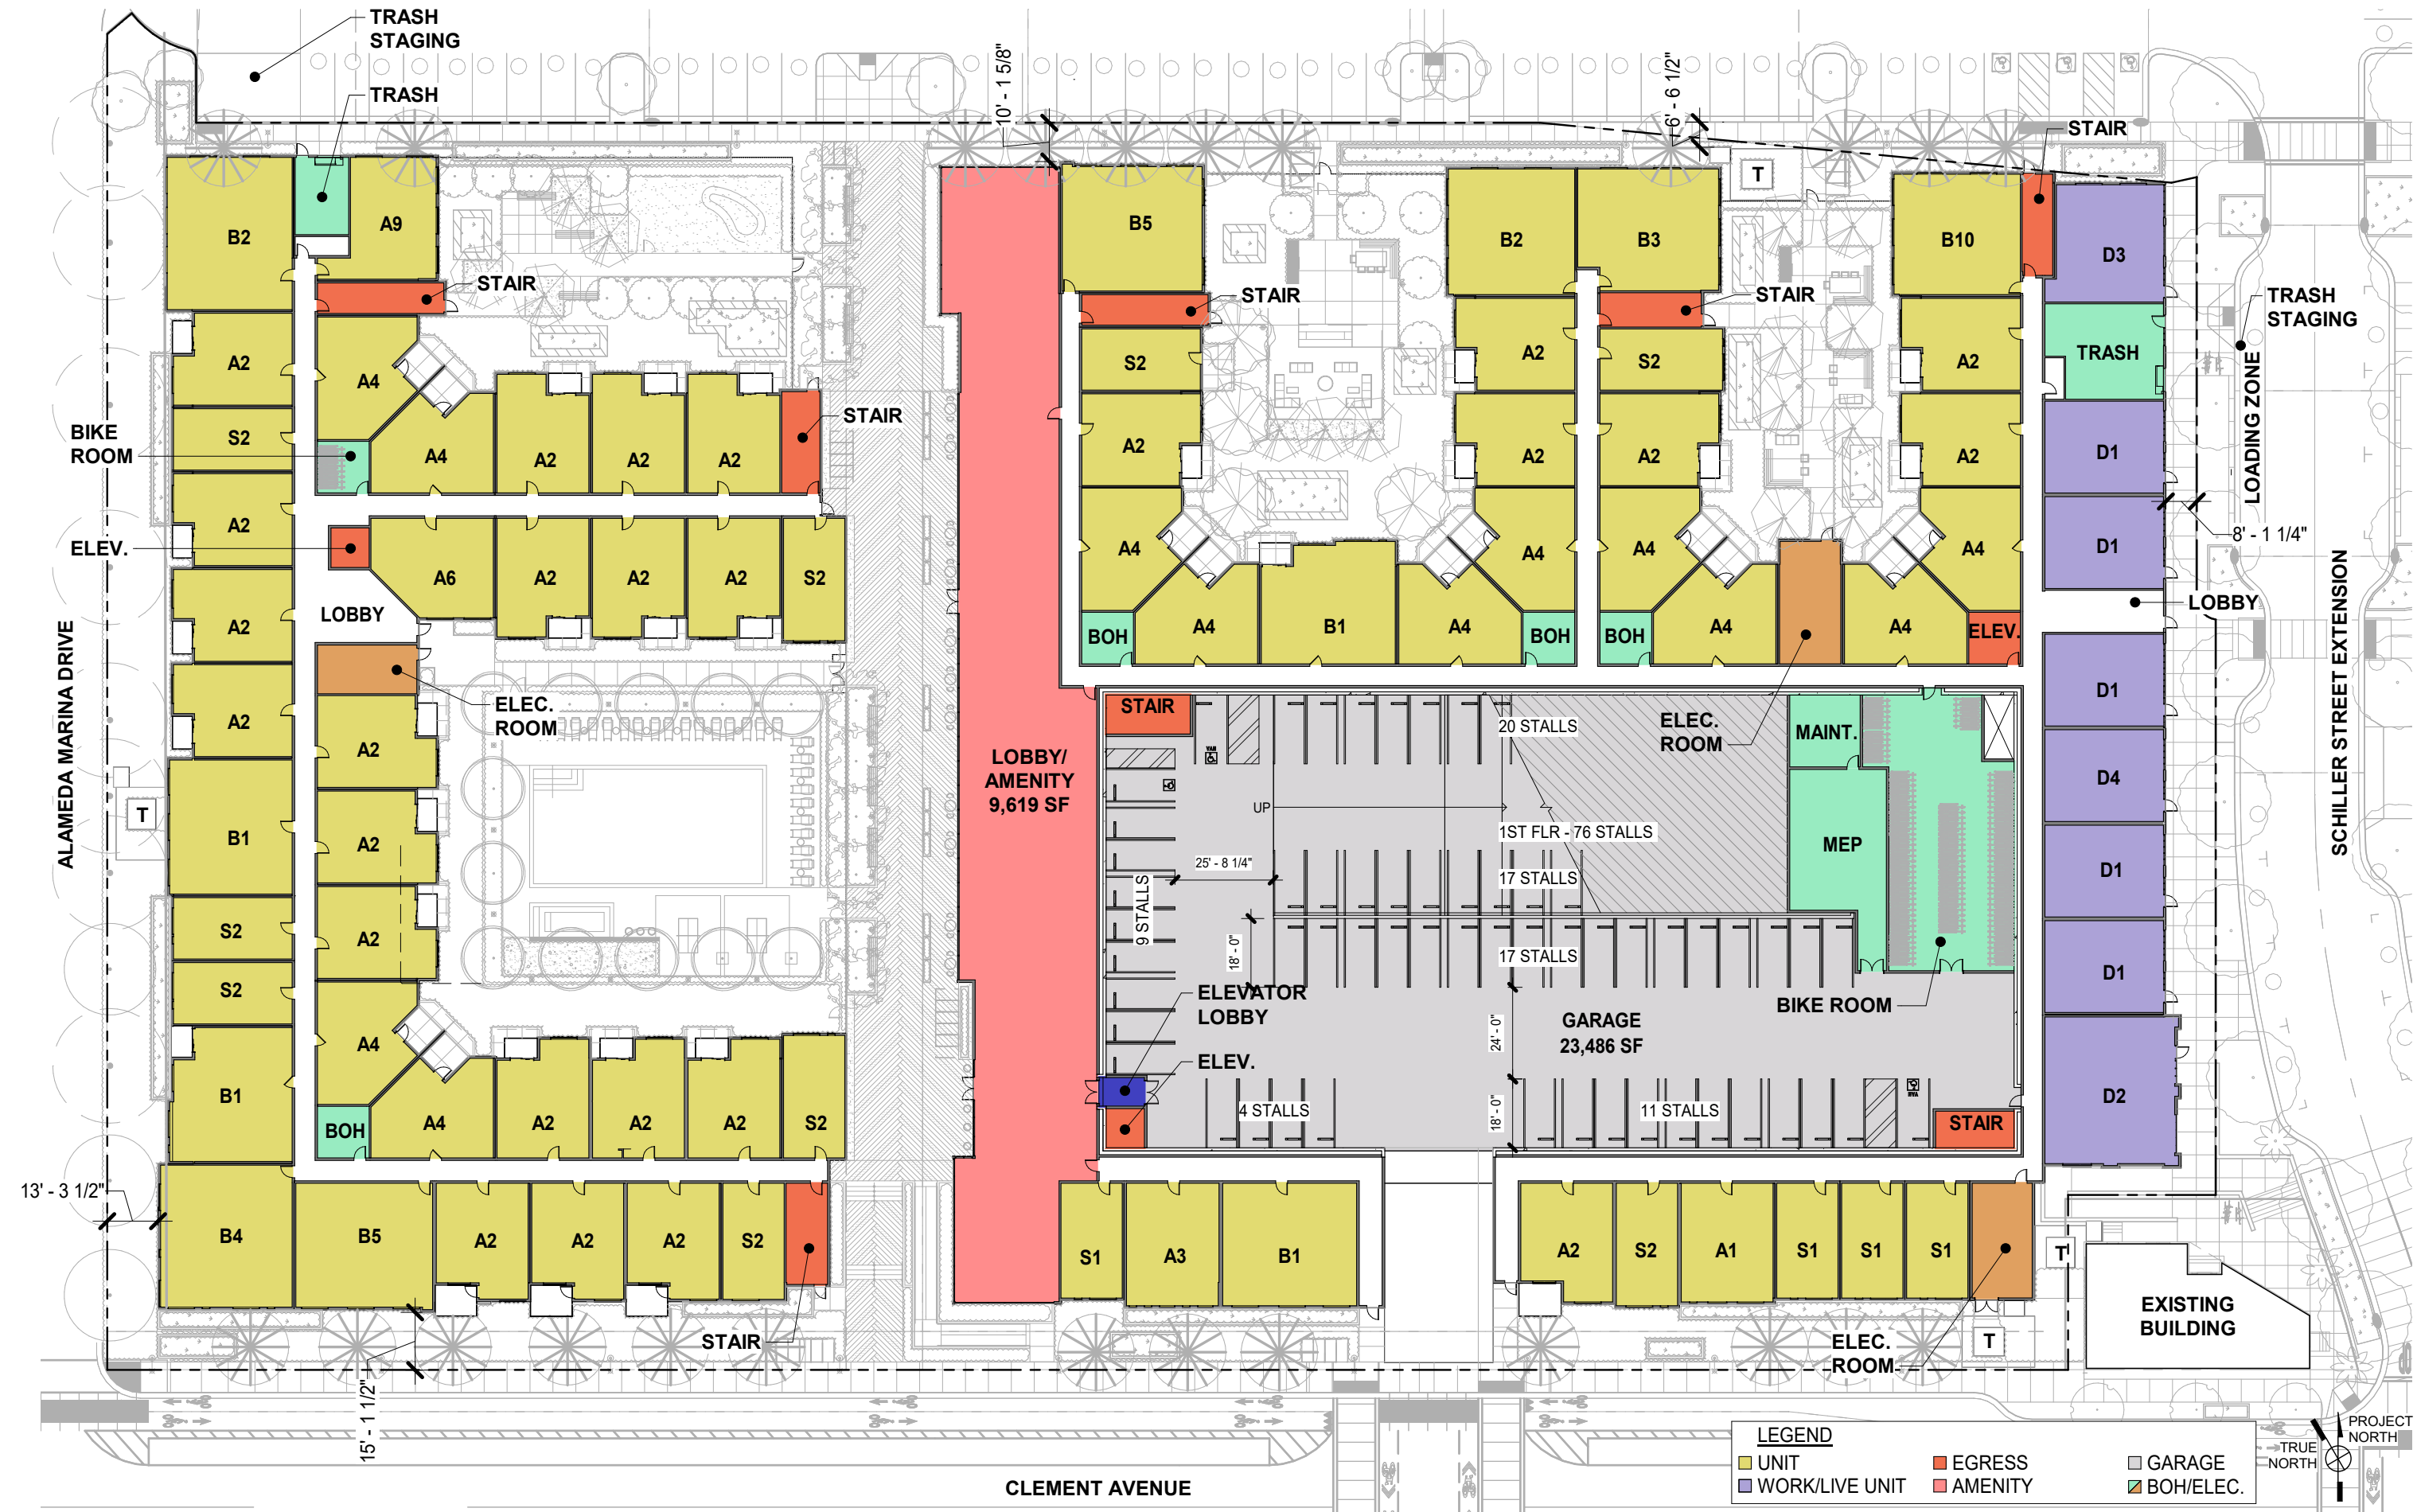 TRASH
STAGING
TRASH
10' - 1 5/8"
6' - 6 1/2"
STAIR
T
B2
A9
B5
B2
B3
B10
D3
STAIR
STAIR
STAIR
TRASH
STAGING
A2
A4
S2
A2
S2
A2
TRASH
LOADING ZONE
BIKE
ROOM
S2
A4
A2
A2
A2
STAIR
A2
A2
A2
A2
D1
A2
ELEV.
A6
A2
A2
A2
S2
A4
A4
A4
A4
D1
8' - 1 1/4"
SCHILLER STREET EXTENSION
LOBBY
A2
LOBBY
BOH
A4
B1
A4
BOH
BOH
A4
A4
ELEV.
ALAMEDA MARINA DRIVE
A2
ELEC.
ROOM
A2
STAIR
20 STALLS
ELEC.
ROOM
MAINT.
D1
LOBBY/
AMENITY
9,619 SF
VAN
UP
D4
T
B1
A2
1ST FLR - 76 STALLS
MEP
25' - 8 1/4"
17 STALLS
D1
9 STALLS
S2
A2
18' - 0"
17 STALLS
D1
S2
ELEVATOR
LOBBY
BIKE ROOM
GARAGE
23,486 SF
24' - 0"
A4
ELEV.
B1
VAN
D2
BOH
A4
A2
A2
A2
S2
4 STALLS
18' - 0"
11 STALLS
STAIR
13' - 3 1/2"
B4
B5
A2
A2
A2
S2
S1
A3
B1
A2
S2
A1
S1
S1
S1
T
EXISTING
BUILDING
STAIR
ELEC.
ROOM
T
15' - 1 1/2"
CLEMENT AVENUE
LEGEND
UNIT
EGRESS
GARAGE
WORK/LIVE UNIT
AMENITY
BOH/ELEC.
PROJECT
NORTH
TRUE
NORTH